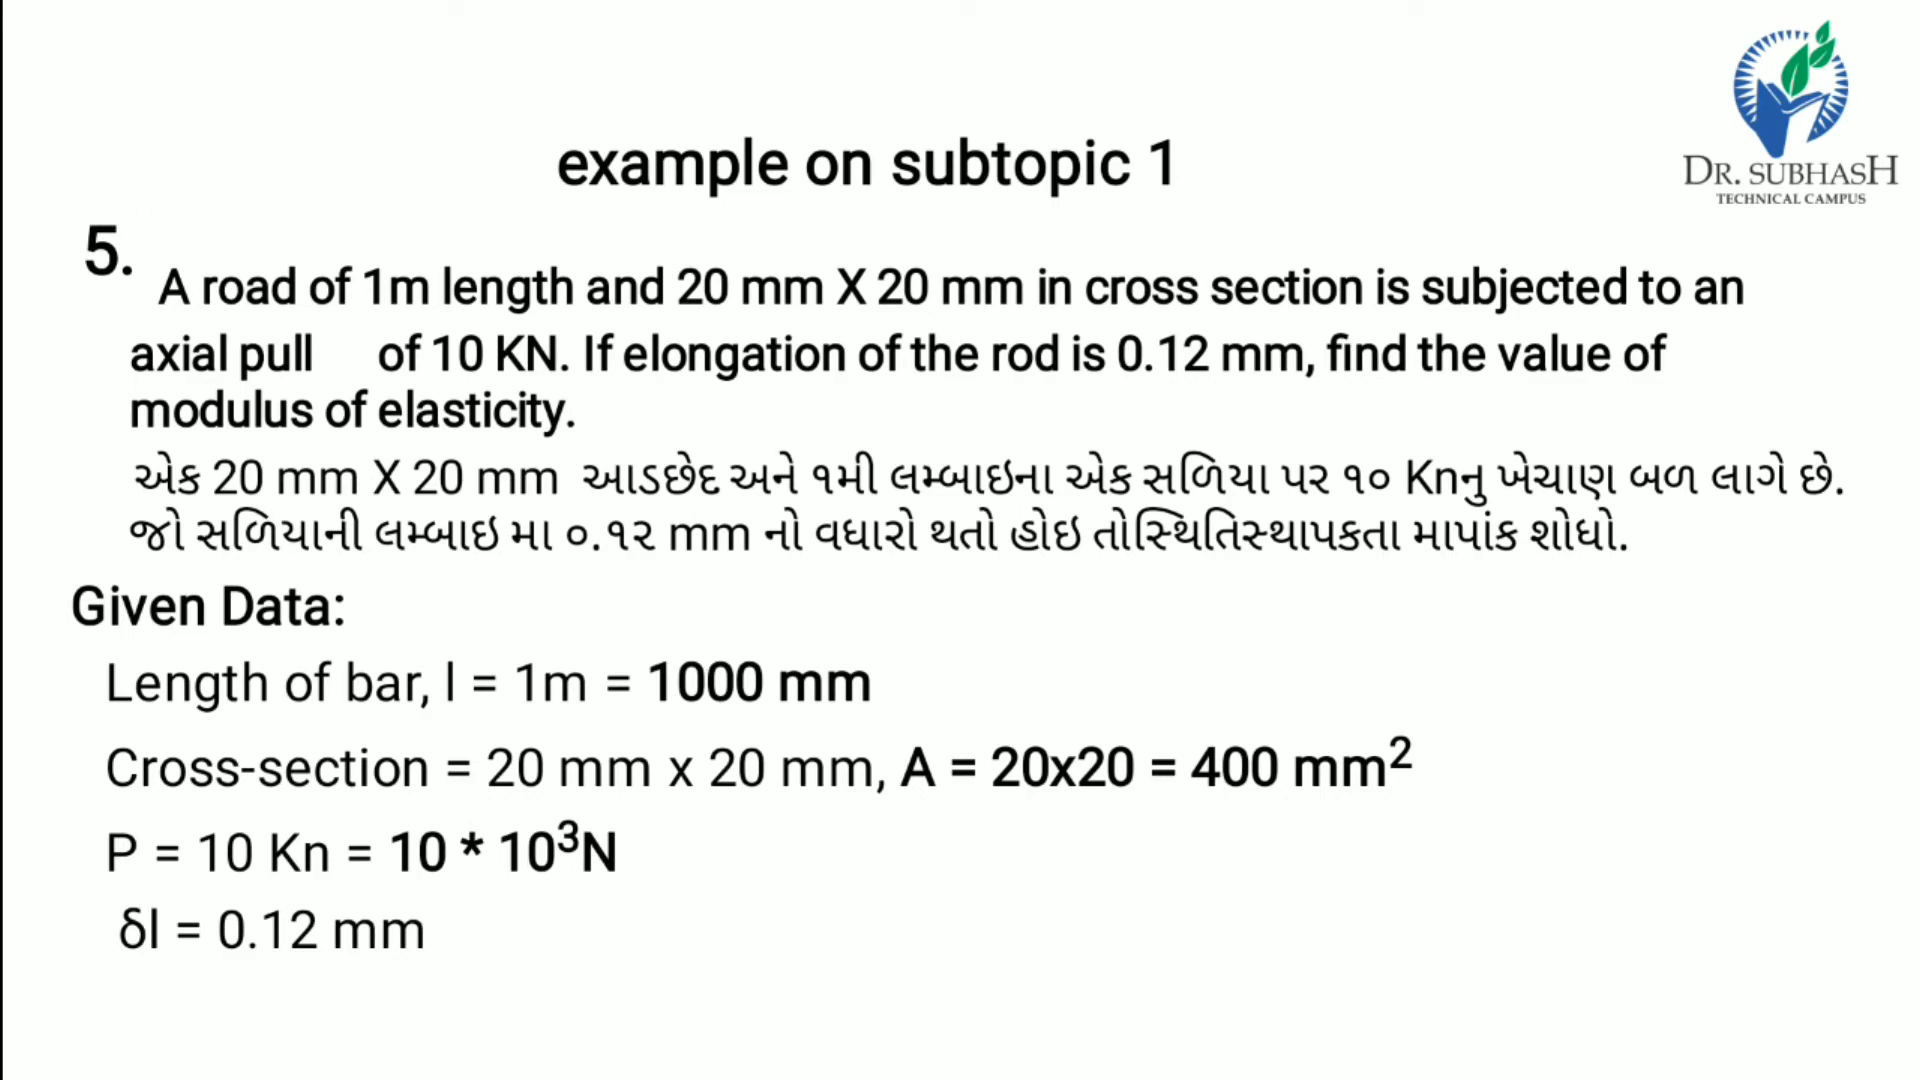 DR. SUBHASH
TECHNICAL CAMPUS
example on subtopic 1
5.
A road of 1m length and 20 mm X 20 mm in cross section is subjected to an
axial pull of 10 KN. If elongation of the rod is 0.12 mm, find the value of
modulus of elasticity.
એક 20 mm X 20 mm આડછેદ અને ૧મી લમ્બાઇના એક સળિયા પર ૧૦ Knનુ ખેચાણ બળ લાગે છે.
જો સળિયાની લમ્બાઇ મા ૦.૧૨ mm નો વધારો થતો હોઇ તોસ્થિતિસ્થાપકતા માપાંક શોધો.
Given Data:
Length of bar, l = 1m = 1000 mm
Cross-section = 20 mm x 20 mm, A = 20x20 = 400 mm²
P = 10 Kn = 10 * 10³N
δl = 0.12 mm